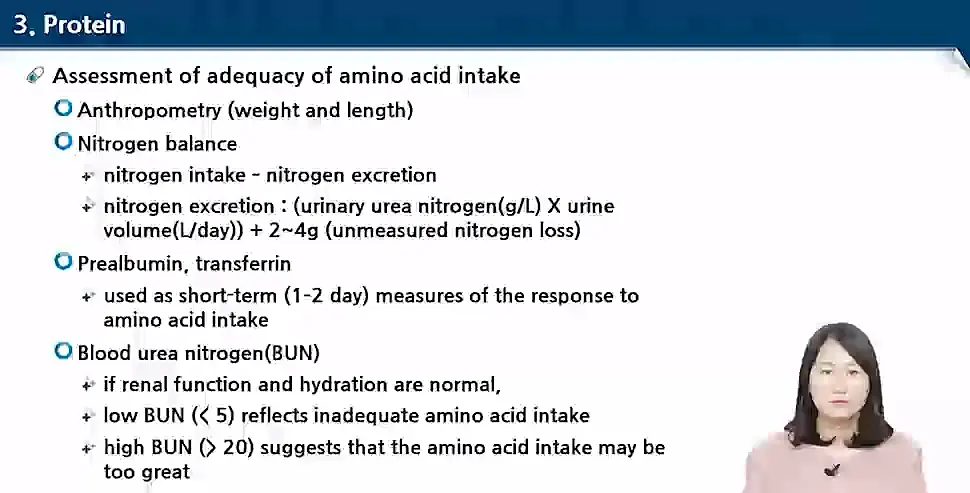 3. Protein
Assessment of adequacy of amino acid intake
Anthropometry (weight and length)
Nitrogen balance
nitrogen intake - nitrogen excretion
nitrogen excretion : (urinary urea nitrogen(g/L) X urine
volume(L/day)) + 2~4g (unmeasured nitrogen loss)
Prealbumin, transferrin
used as short-term (1-2 day) measures of the response to
amino acid intake
Blood urea nitrogen(BUN)
if renal function and hydration are normal,
low BUN (< 5) reflects inadequate amino acid intake
high BUN (> 20) suggests that the amino acid intake may be
too great